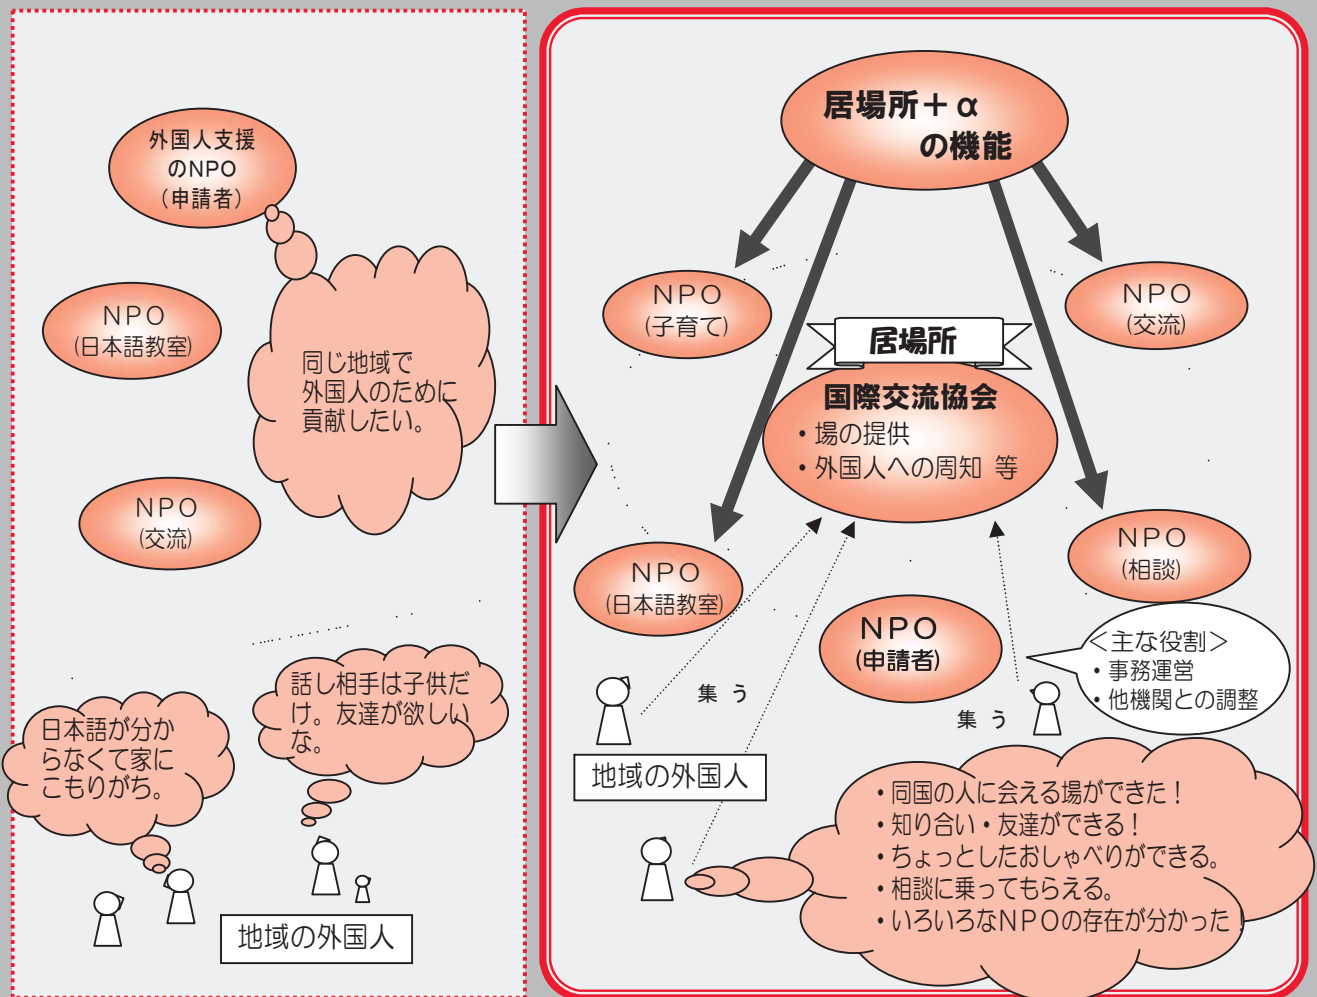 外国人支援
のNPO
（申請者）
ＮＰＯ
(日本語教室)
同じ地域で
外国人のために
貢献したい。
ＮＰＯ
(交流)
日本語が分か
らなくて家に
こもりがち。
話し相手は子供だ
け。友達が欲しい
な。
地域の外国人
居場所＋α
の機能
ＮＰＯ
(子育て)
ＮＰＯ
(交流)
居場所
国際交流協会
・場の提供
・外国人への周知 等
ＮＰＯ
(日本語教室)
ＮＰＯ
(相談)
ＮＰＯ
(申請者)
＜主な役割＞
・事務運営
・他機関との調整
集 う
集 う
地域の外国人
・同国の人に会える場ができた！
・知り合い・友達ができる！
・ちょっとしたおしゃべりができる。
・相談に乗ってもらえる。
・いろいろなＮＰＯの存在が分かった！